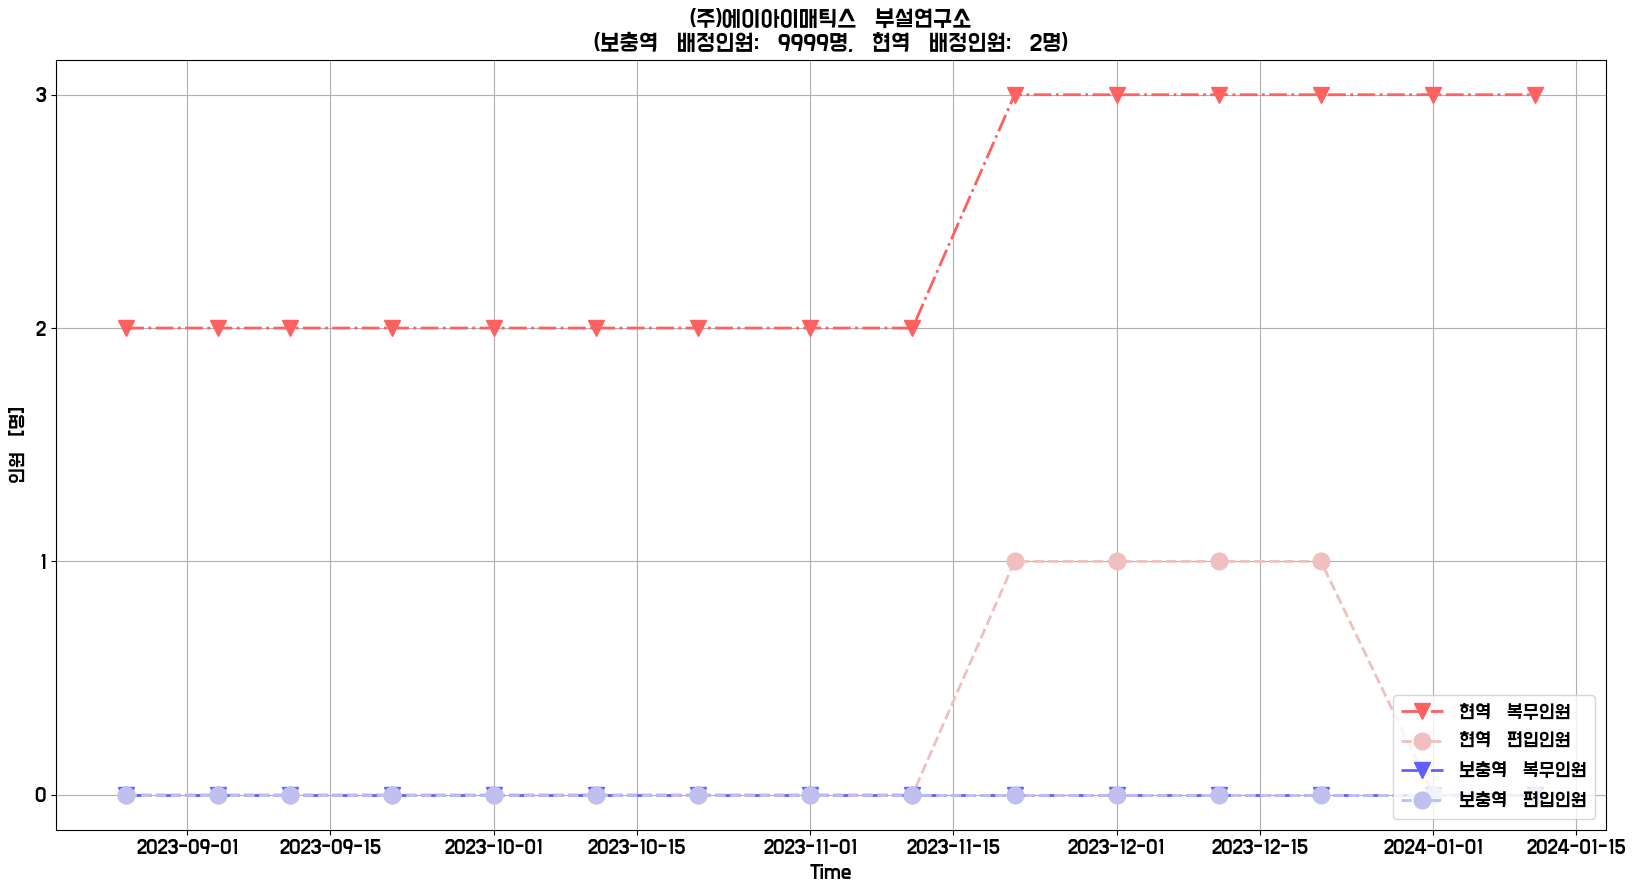 (주)에이아이매틱스 부설연구소
(보충역 배정인원: 9999명, 현역 배정인원: 2명)
인원 [명]
3
2
1
0
2023-09-01 2023-09-15 2023-10-01 2023-10-15 2023-11-01 2023-11-15 2023-12-01 2023-12-15 2024-01-01 2024-01-15
Time
현역 복무인원
현역 편입인원
보충역 복무인원
보충역 편입인원